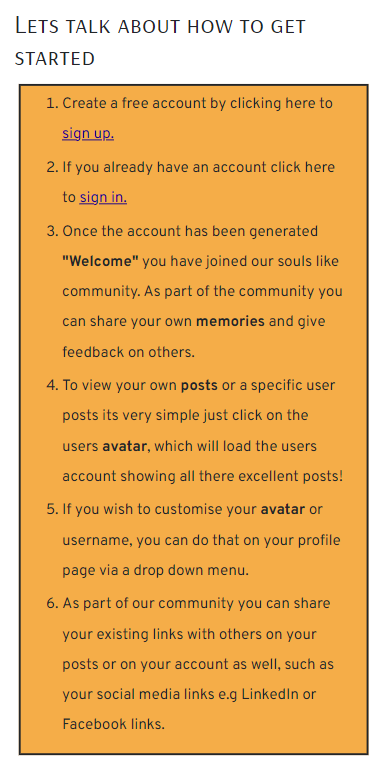 Lets talk about how to get
started
1. Create a free account by clicking here to
sign up.
2. If you already have an account click here
to sign in.
3. Once the account has been generated
"Welcome" you have joined our souls like
community. As part of the community you
can share your own memories and give
feedback on others.
4. To view your own posts or a specific user
posts its very simple just click on the
users avatar, which will load the users
account showing all there excellent posts!
5. If you wish to customise your avatar or
username, you can do that on your profile
page via a drop down menu.
6. As part of our community you can share
your existing links with others on your
posts or on your account as well, such as
your social media links e.g LinkedIn or
Facebook links.